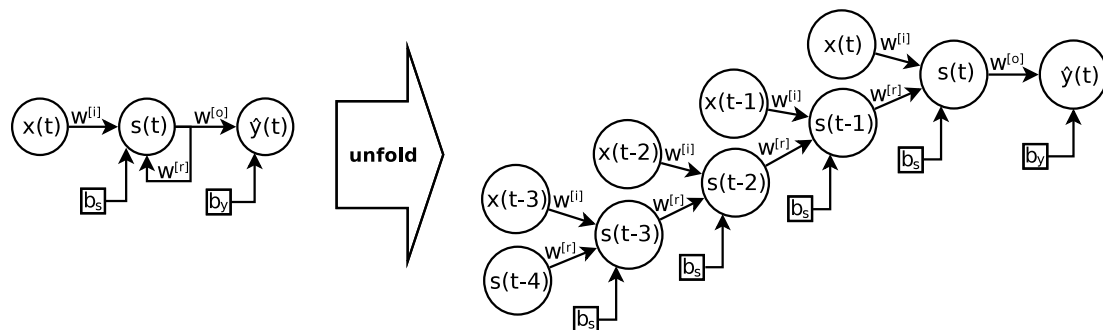 x(t)
w[i]
s(t)
w[o]
ŷ(t)
w[r]
bs
by
unfold
x(t)
w[i]
s(t)
w[o]
ŷ(t)
x(t-1)
w[i]
w[r]
s(t-1)
bs
by
x(t-2)
w[i]
w[r]
s(t-2)
bs
x(t-3)
w[i]
w[r]
s(t-3)
bs
s(t-4)
w[r]
bs